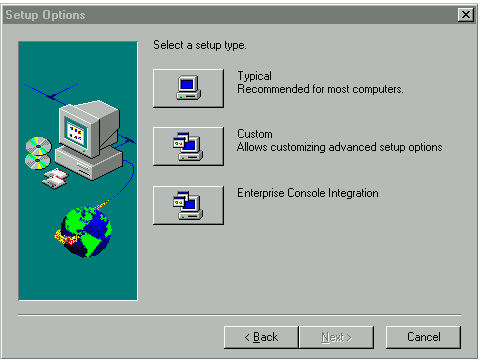 Setup Options
Select a setup type.
Typical
Recommended for most computers.
Custom
Allows customizing advanced setup options
Enterprise Console Integration
< Back
Next >
Cancel